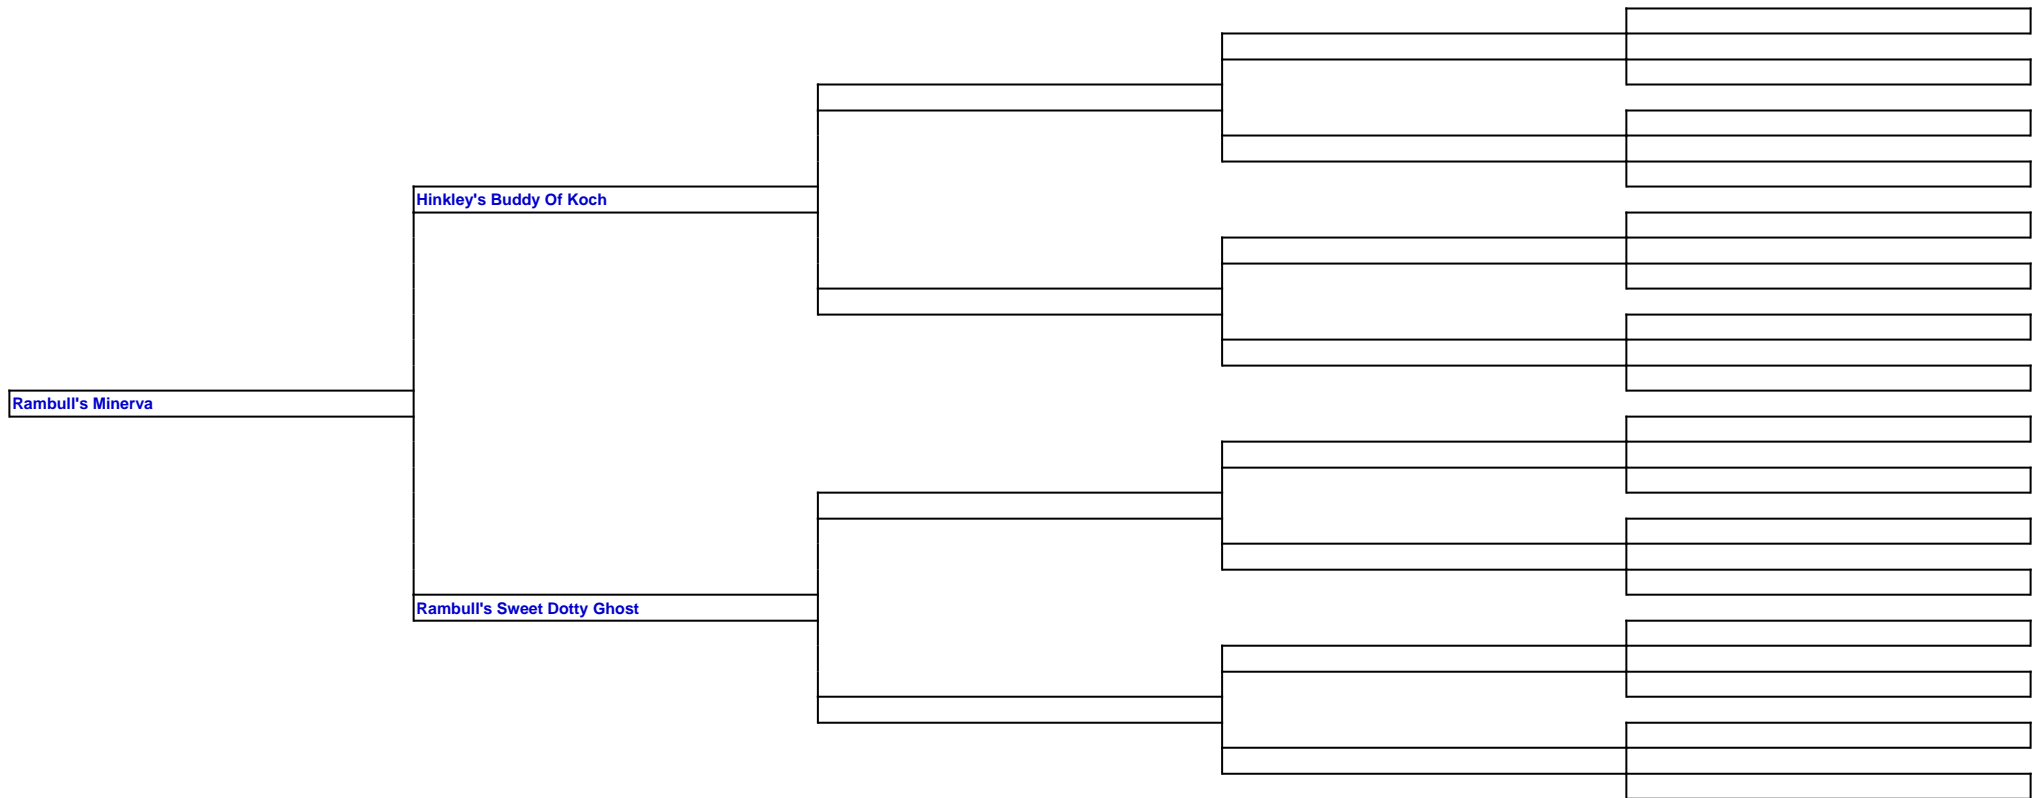 Hinkley's Buddy Of Koch
Rambull's Minerva
Rambull's Sweet Dotty Ghost